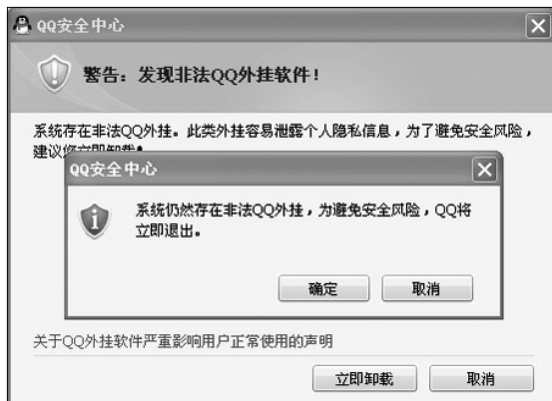 QQ安全中心
警告：发现非法QQ外挂软件！
系统存在非法QQ外挂。此类外挂容易泄露个人隐私信息，为了避免安全风险，
建议您立即卸载！
QQ安全中心
系统仍然存在非法QQ外挂，为避免安全风险，QQ将
立即退出。
确定
取消
关于QQ外挂软件严重影响用户正常使用的声明
立即卸载
取消